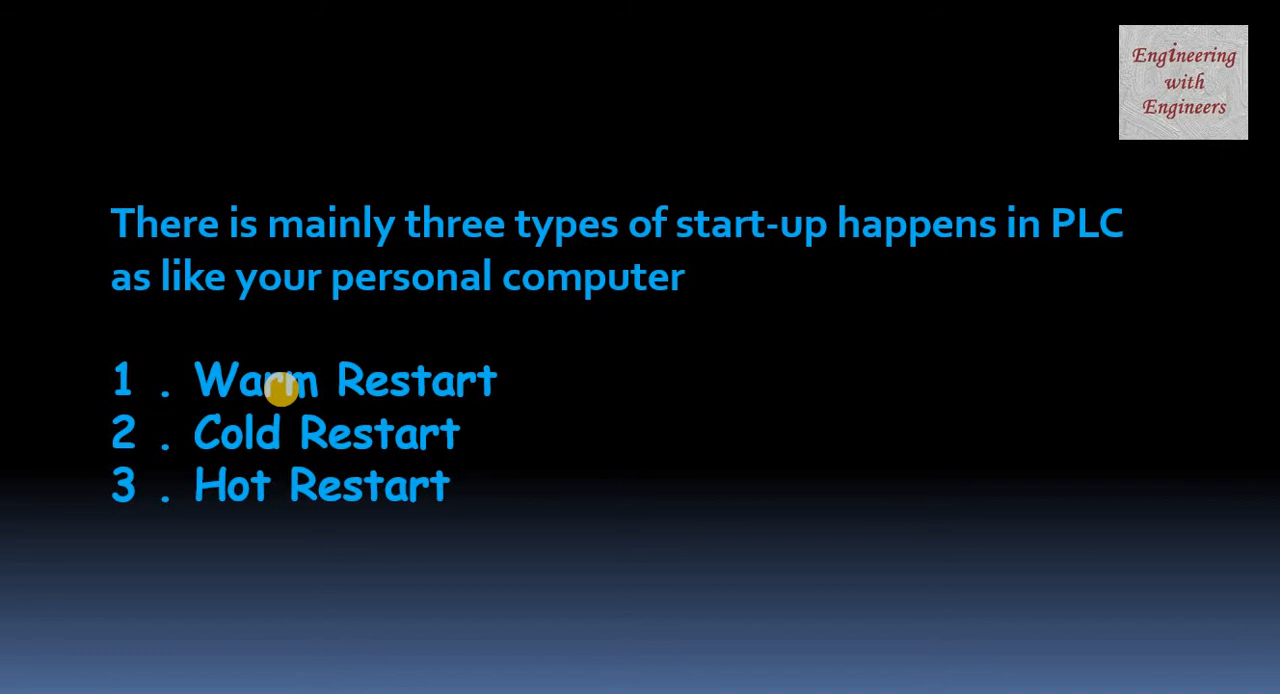 Engineering
with
Engineers
There is mainly three types of start-up happens in PLC
as like your personal computer
1 . Warm Restart
2 . Cold Restart
3 . Hot Restart